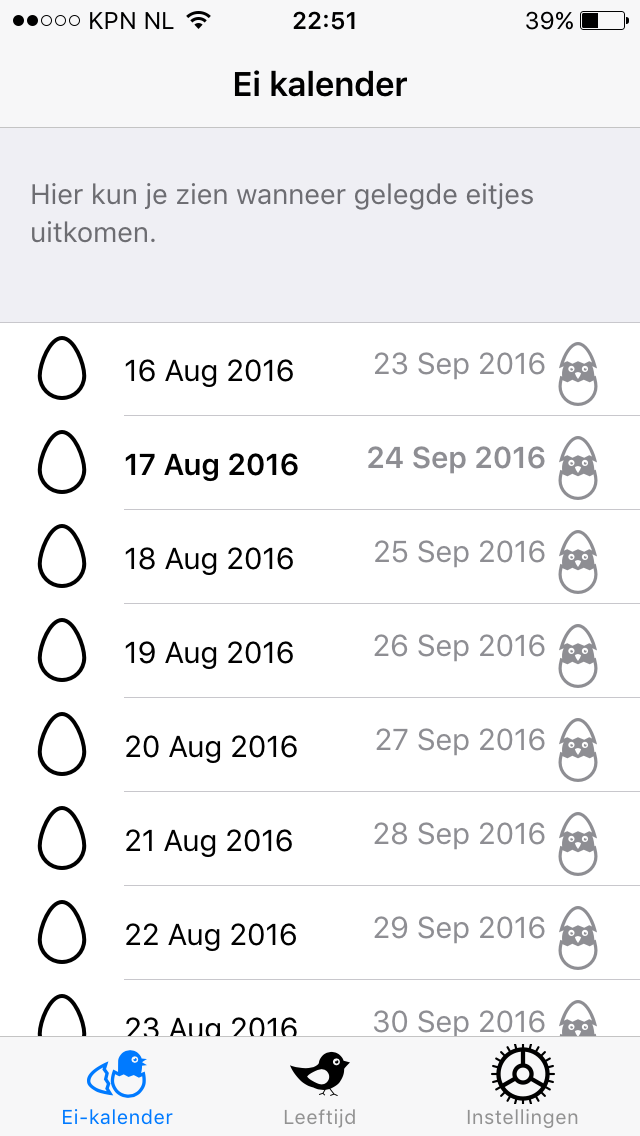 KPN NL 22:51 39%
Ei kalender
Hier kun je zien wanneer gelegde eitjes
uitkomen.
16 Aug 2016 23 Sep 2016
17 Aug 2016 24 Sep 2016
18 Aug 2016 25 Sep 2016
19 Aug 2016 26 Sep 2016
20 Aug 2016 27 Sep 2016
21 Aug 2016 28 Sep 2016
22 Aug 2016 29 Sep 2016
23 Aug 2016 30 Sep 2016
Ei-kalender Leeftijd Instellingen